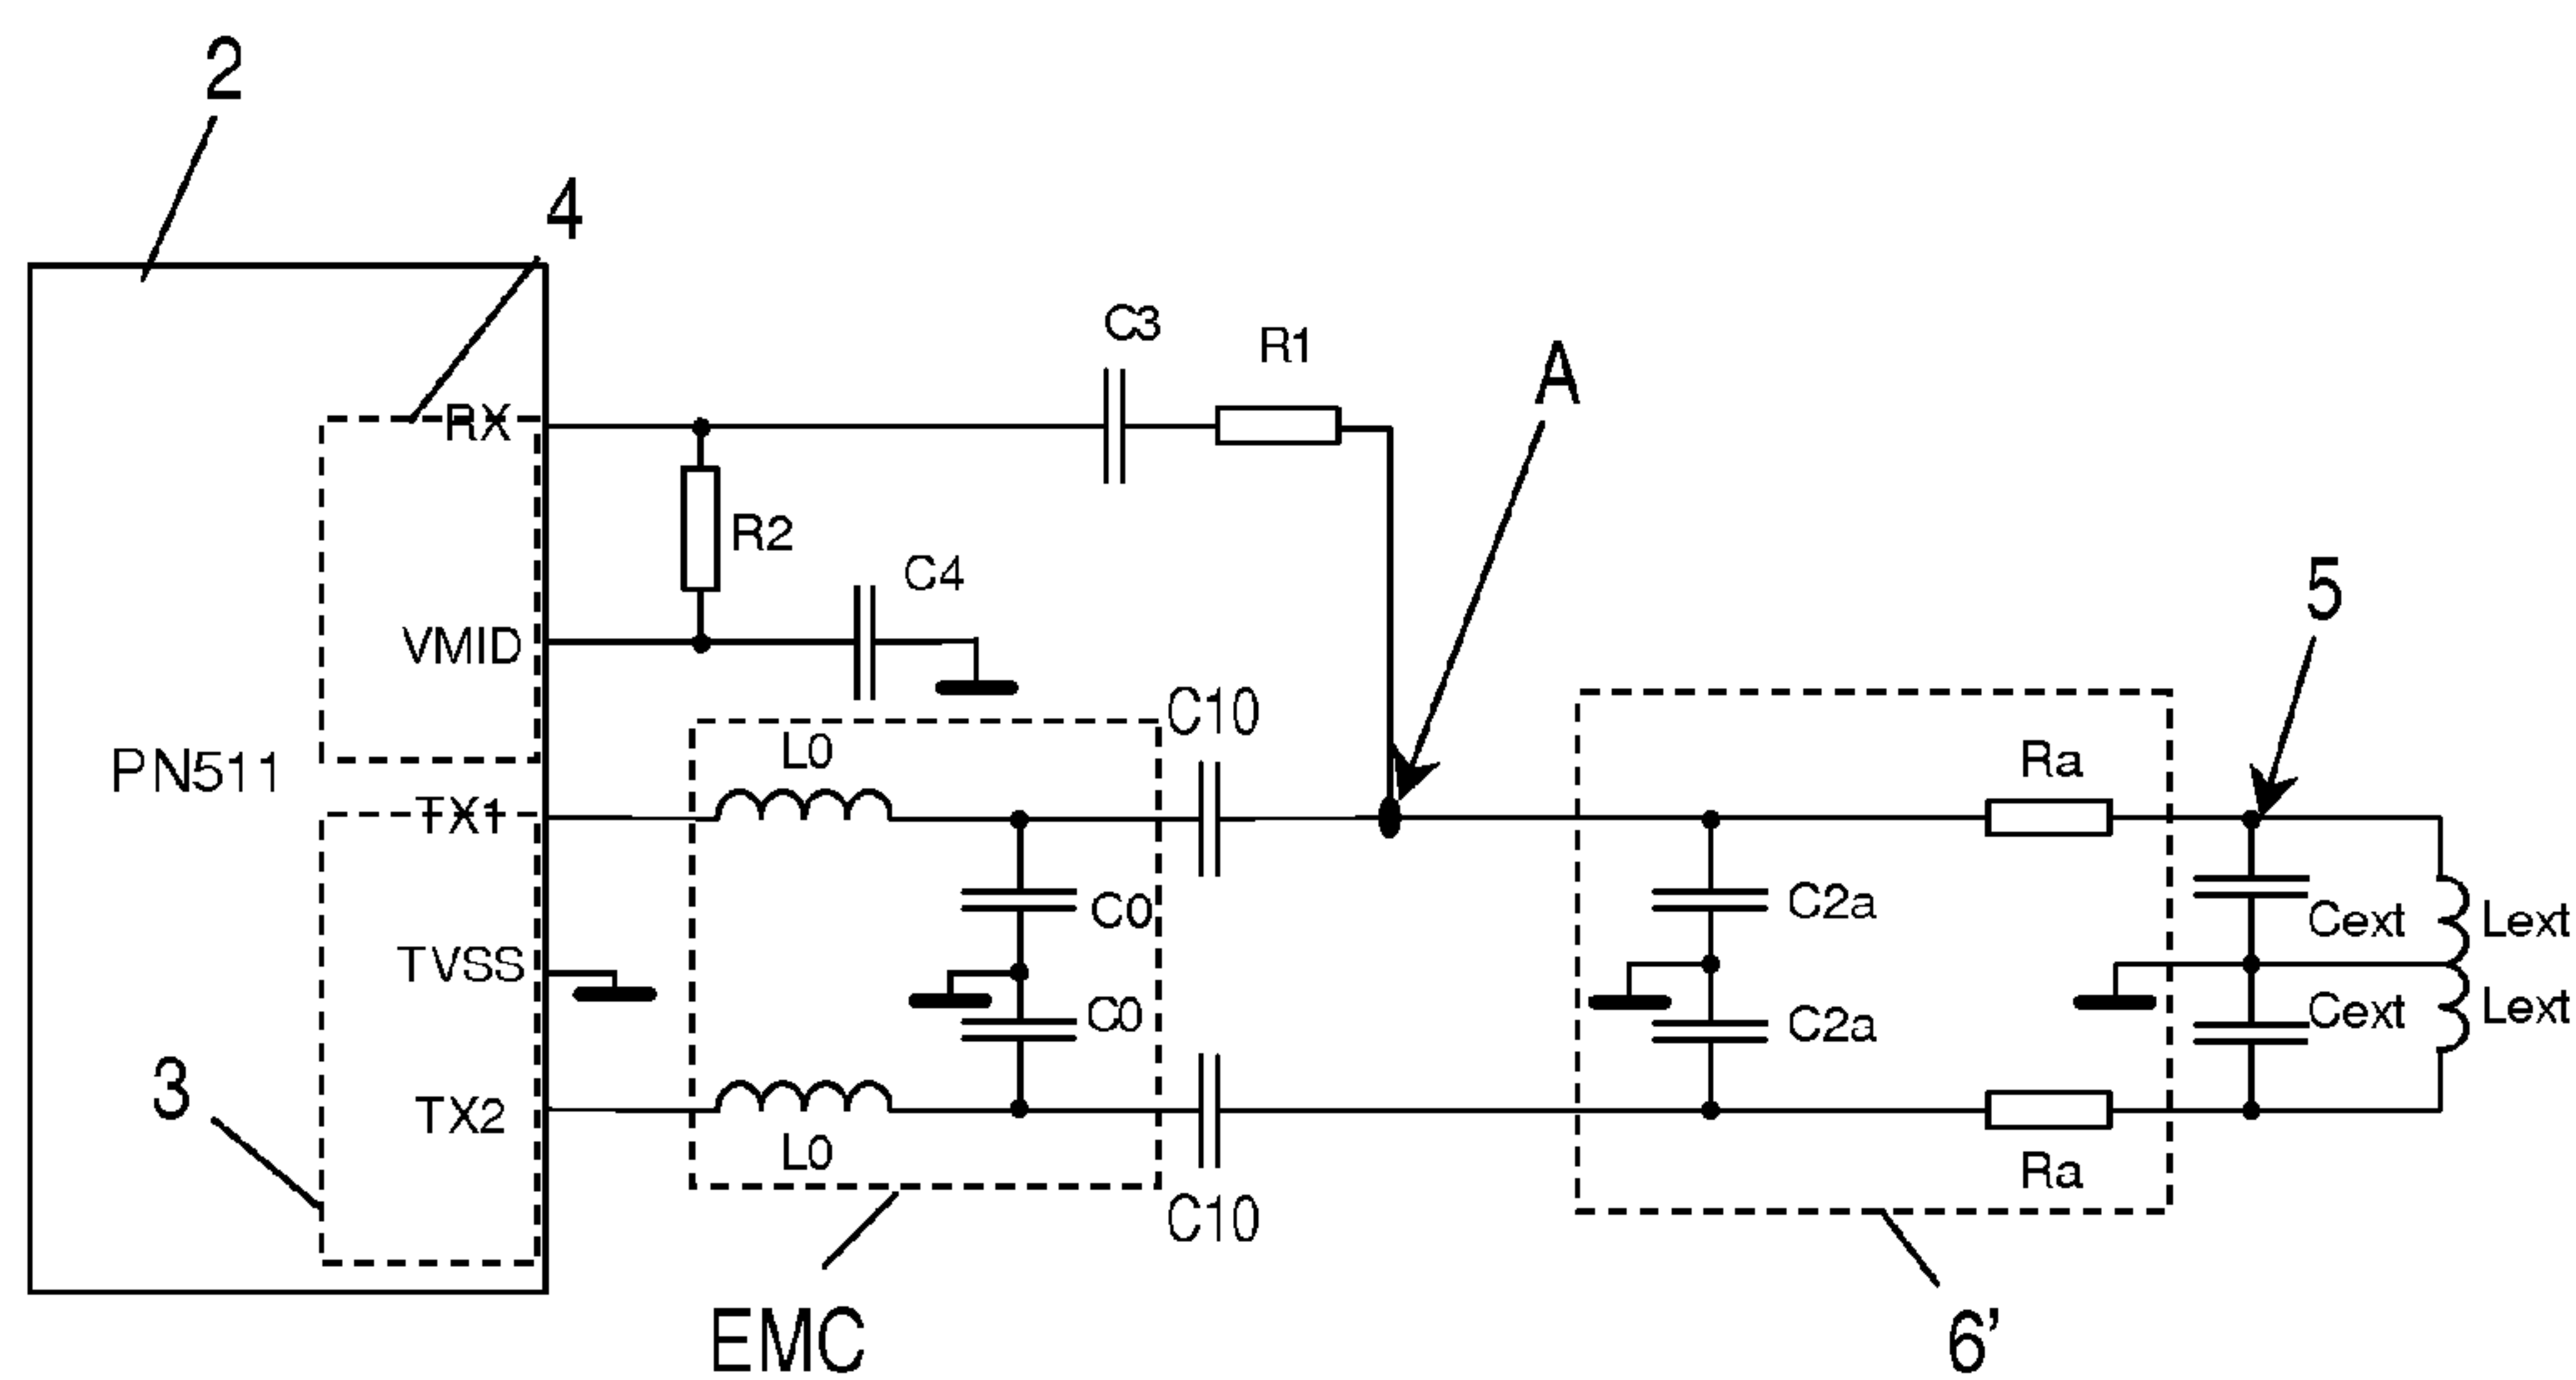 2
4
C3
R1
A
RX
R2
C4
5
VMID
C10
PN511
L0
Ra
TX1
C0
C2a
Cext
Lext
TVSS
C0
C2a
Cext
Lext
3
TX2
L0
Ra
C10
EMC
6’